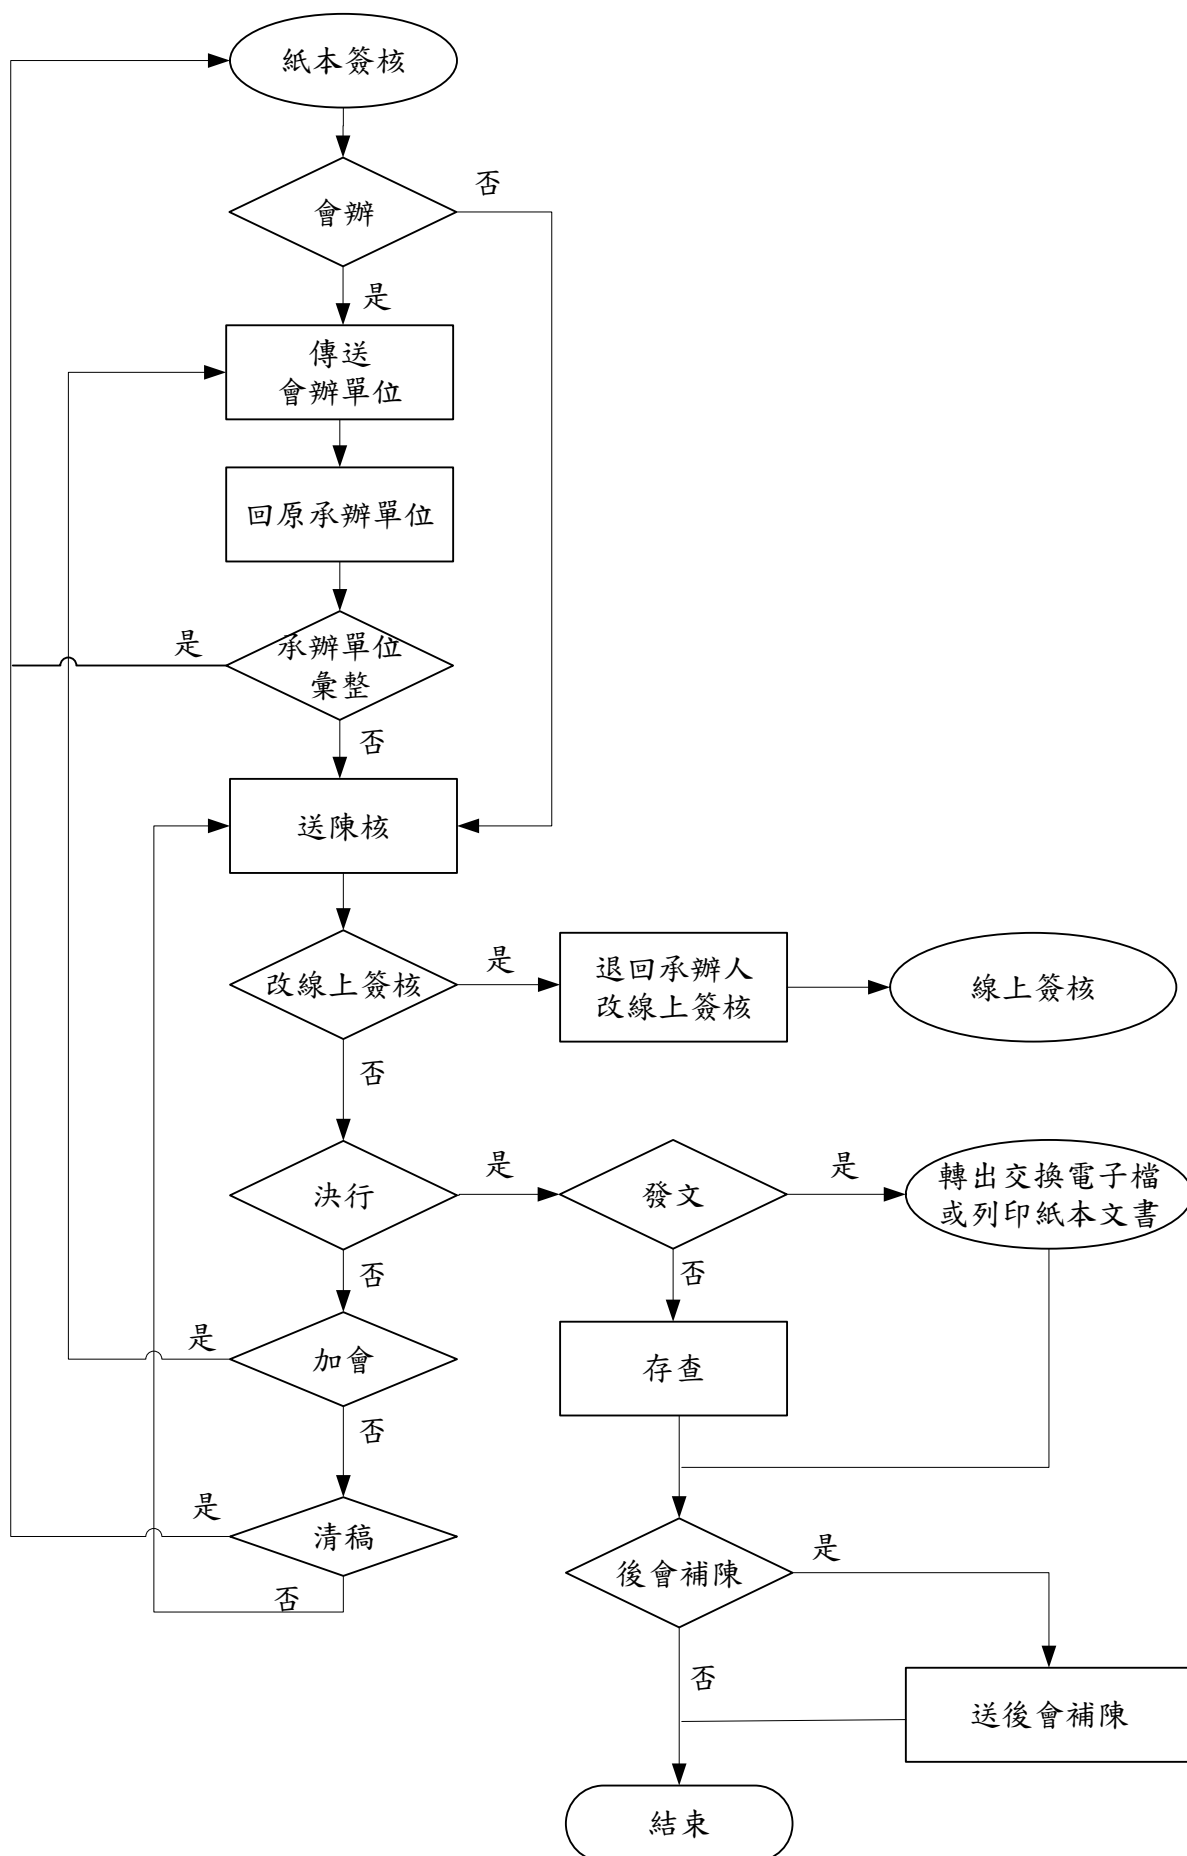 紙本簽核
會辦
否
是
傳送
會辦單位
回原承辦單位
是
承辦單位
彙整
否
送陳核
改線上簽核
是
退回承辦人
改線上簽核
線上簽核
否
決行
是
發文
是
轉出交換電子檔
或列印紙本文書
否
否
是
加會
存查
否
是
清稿
否
後會補陳
是
否
送後會補陳
結束